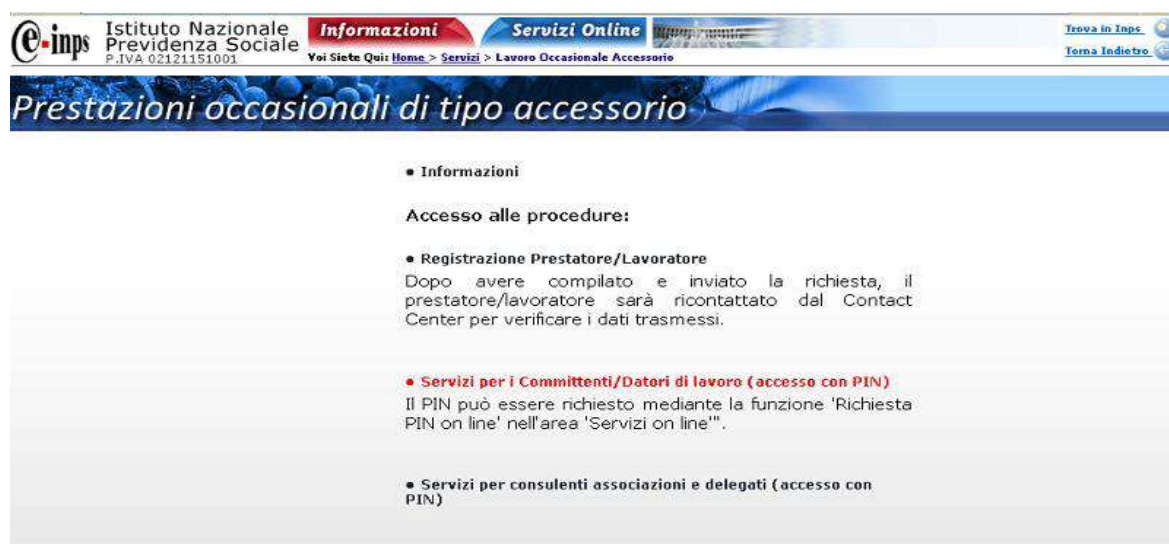 e-inps
Istituto Nazionale
Previdenza Sociale
P.IVA 02121151001
Informazioni
Servizi Online
Voi Siete Qui: Home > Servizi > Lavoro Occasionale Accessorio
Trova in Inps
Torna Indietro
Prestazioni occasionali di tipo accessorio
• Informazioni
Accesso alle procedure:
• Registrazione Prestatore/Lavoratore
Dopo avere compilato e inviato la richiesta, il
prestatore/lavoratore sarà ricontattato dal Contact
Center per verificare i dati trasmessi.
• Servizi per i Committenti/Datori di lavoro (accesso con PIN)
Il PIN può essere richiesto mediante la funzione 'Richiesta
PIN on line' nell'area 'Servizi on line'".
• Servizi per consulenti associazioni e delegati (accesso con
PIN)